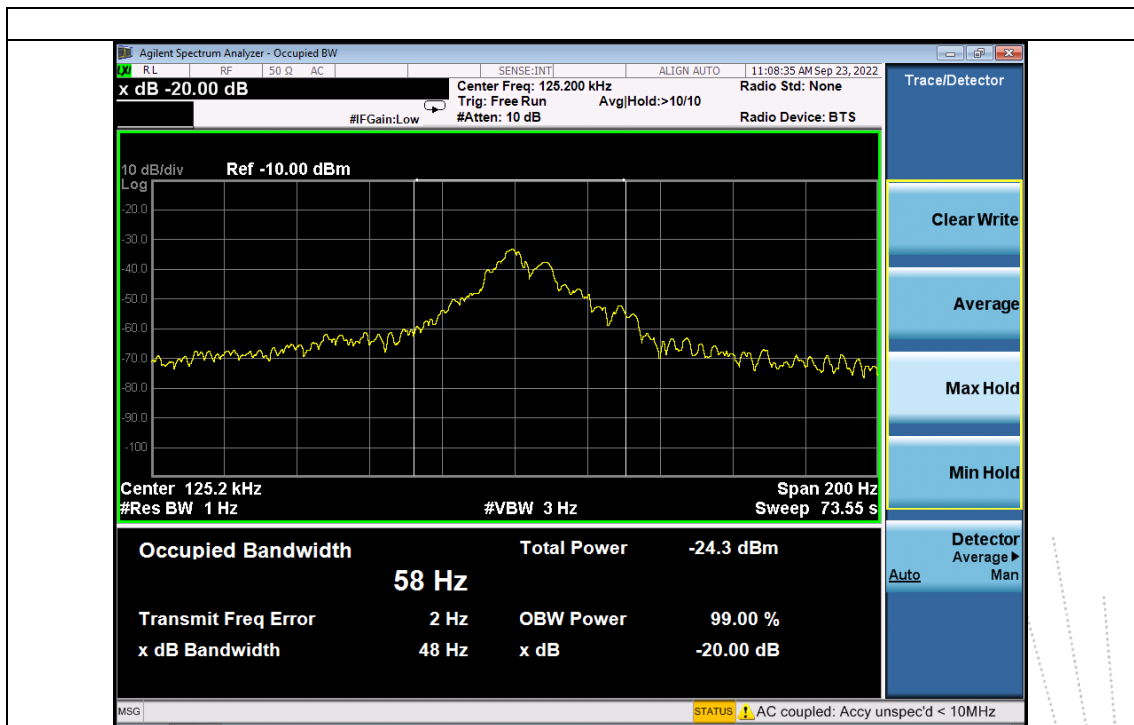 Agilent Spectrum Analyzer - Occupied BW
LXI RL RF 50 Ω AC SENSE:INT ALIGN AUTO 11:08:35 AM Sep 23, 2022
x dB -20.00 dB
Center Freq: 125.200 kHz Radio Std: None
Trig: Free Run Avg|Hold:>10/10
#IFGain:Low #Atten: 10 dB Radio Device: BTS
Trace/Detector
10 dB/div Ref -10.00 dBm
Log
-20.0
-30.0
-40.0
-50.0
-60.0
-70.0
-80.0
-90.0
-100
Center 125.2 kHz Span 200 Hz
#Res BW 1 Hz #VBW 3 Hz Sweep 73.55 s
Clear Write
Average
Max Hold
Min Hold
Detector
Average
Auto Man
Occupied Bandwidth Total Power -24.3 dBm
58 Hz
Transmit Freq Error 2 Hz OBW Power 99.00 %
x dB Bandwidth 48 Hz x dB -20.00 dB
MSG STATUS AC coupled: Accy unspec'd < 10MHz